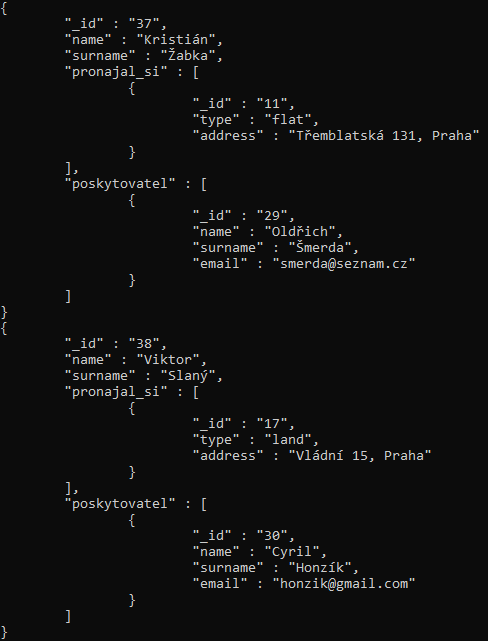 {
        "_id" : "37",
        "name" : "Kristián",
        "surname" : "Žabka",
        "pronajal_si" : [
                {
                        "_id" : "11",
                        "type" : "flat",
                        "address" : "Třemblatská 131, Praha"
                }
        ],
        "poskytovatel" : [
                {
                        "_id" : "29",
                        "name" : "Oldřich",
                        "surname" : "Šmerda",
                        "email" : "smerda@seznam.cz"
                }
        ]
}
{
        "_id" : "38",
        "name" : "Viktor",
        "surname" : "Slaný",
        "pronajal_si" : [
                {
                        "_id" : "17",
                        "type" : "land",
                        "address" : "Vládní 15, Praha"
                }
        ],
        "poskytovatel" : [
                {
                        "_id" : "30",
                        "name" : "Cyril",
                        "surname" : "Honzík",
                        "email" : "honzik@gmail.com"
                }
        ]
}